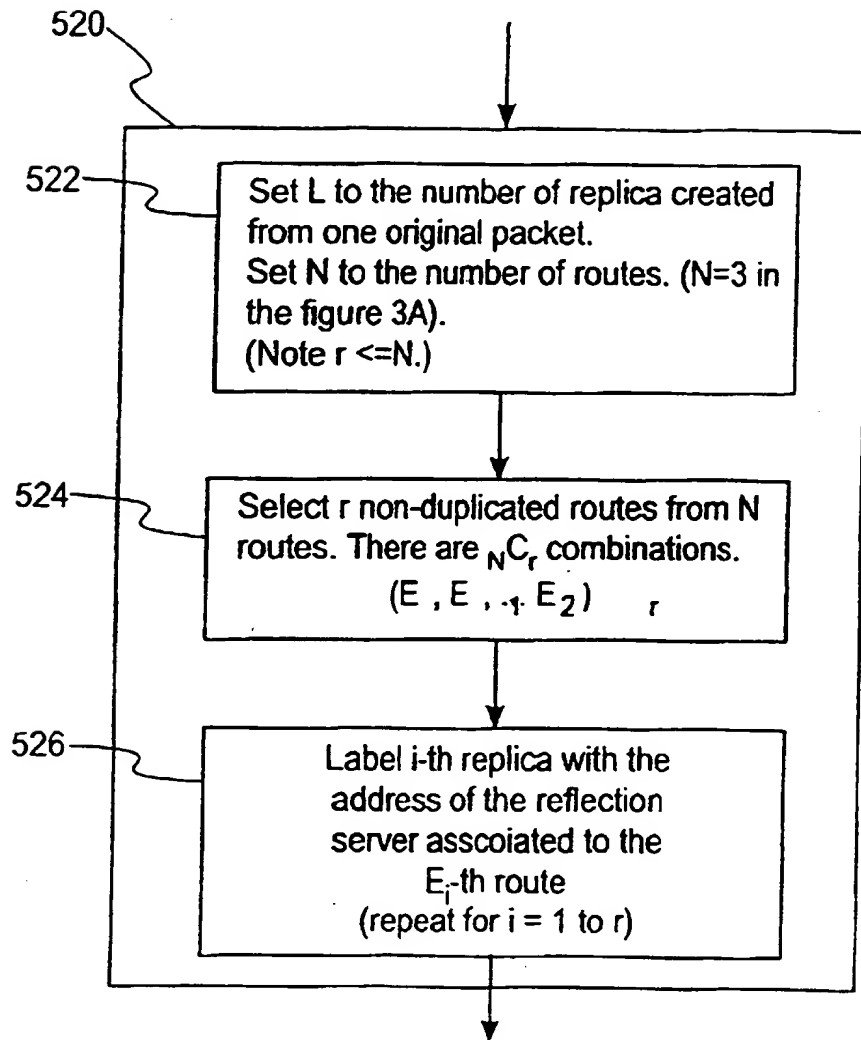 520
522
Set L to the number of replica created
from one original packet.
Set N to the number of routes. (N=3 in
the figure 3A).
(Note r <=N.)
524
Select r non-duplicated routes from N
routes. There are NCr combinations.
(E , E , .1. E2) r
526
Label i-th replica with the
address of the reflection
server asscoiated to the
Ei-th route
(repeat for i = 1 to r)